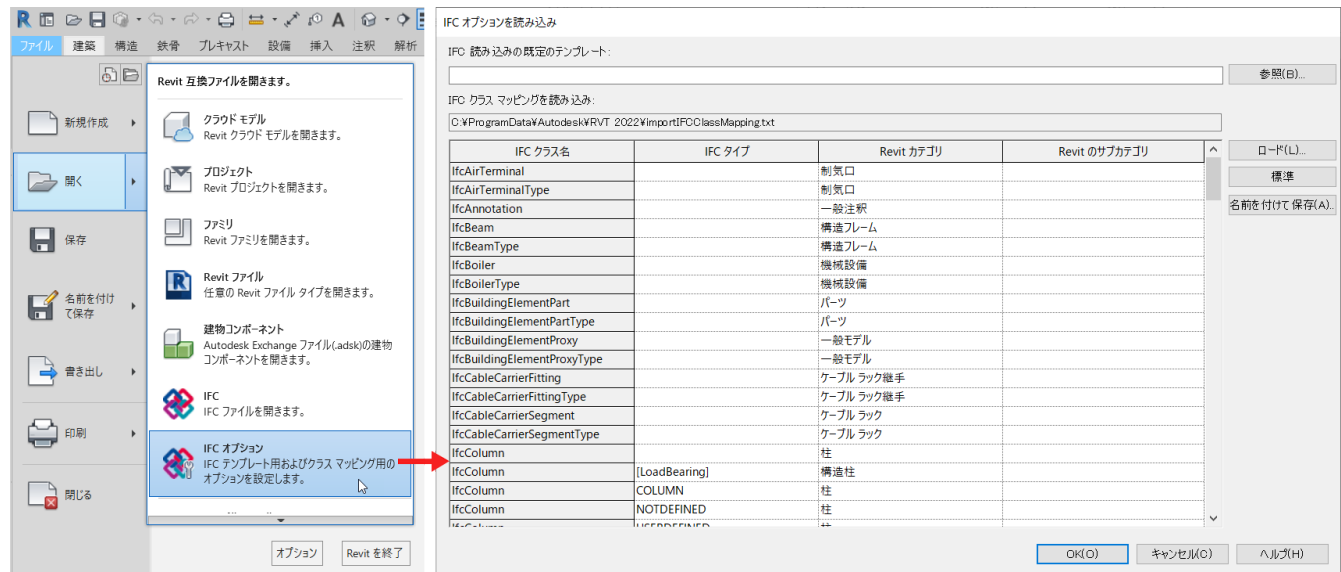 ファイル 建築 構造 鉄骨 プレキャスト 設備 挿入 注釈 解析
新規作成
開く
保存
名前を付け
て保存
書き出し
印刷
閉じる
Revit 互換ファイルを開きます。
クラウド モデル
Revit クラウド モデルを開きます。
プロジェクト
Revit プロジェクトを開きます。
ファミリ
Revit ファミリを開きます。
Revit ファイル
任意の Revit ファイル タイプを開きます。
建物コンポーネント
Autodesk Exchange ファイル(.adsk)の建物
コンポーネントを開きます。
IFC
IFC ファイルを開きます。
IFC オプション
IFC テンプレート用およびクラス マッピング用の
オプションを設定します。
オプション Revit を終了
IFC オプションを読み込み
IFC 読み込みの既定のテンプレート:
参照(B)...
IFC クラス マッピングを読み込み:
C:¥ProgramData¥Autodesk¥RVT 2022¥importIFCClassMapping.txt
IFC クラス名 IFC タイプ Revit カテゴリ Revit のサブカテゴリ
ロード(L)...
標準
名前を付けて保存(A)...
IfcAirTerminal 制気口
IfcAirTerminalType 制気口
IfcAnnotation 一般注釈
IfcBeam 構造フレーム
IfcBeamType 構造フレーム
IfcBoiler 機械設備
IfcBoilerType 機械設備
IfcBuildingElementPart パーツ
IfcBuildingElementPartType パーツ
IfcBuildingElementProxy 一般モデル
IfcBuildingElementProxyType 一般モデル
IfcCableCarrierFitting ケーブル ラック継手
IfcCableCarrierFittingType ケーブル ラック継手
IfcCableCarrierSegment ケーブル ラック
IfcCableCarrierSegmentType ケーブル ラック
IfcColumn 柱
IfcColumn [LoadBearing] 構造柱
IfcColumn COLUMN 柱
IfcColumn NOTDEFINED 柱
OK(O) キャンセル(C) ヘルプ(H)